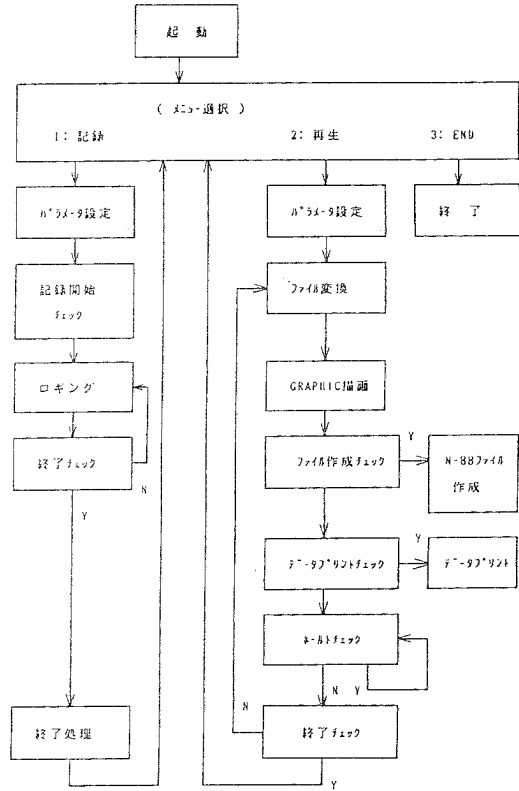 起動
( メニュー選択 )
1: 記録
2: 再生
3: END
パラメータ設定
パラメータ設定
終了
記録開始
チェック
ファイル変換
ロギング
GRAPHIC描画
終了チェック
N
Y
ファイル作成チェック
Y
N-88ファイル
作成
データプリントチェック
Y
データプリント
ホールドチェック
N
Y
N
終了処理
終了チェック
Y